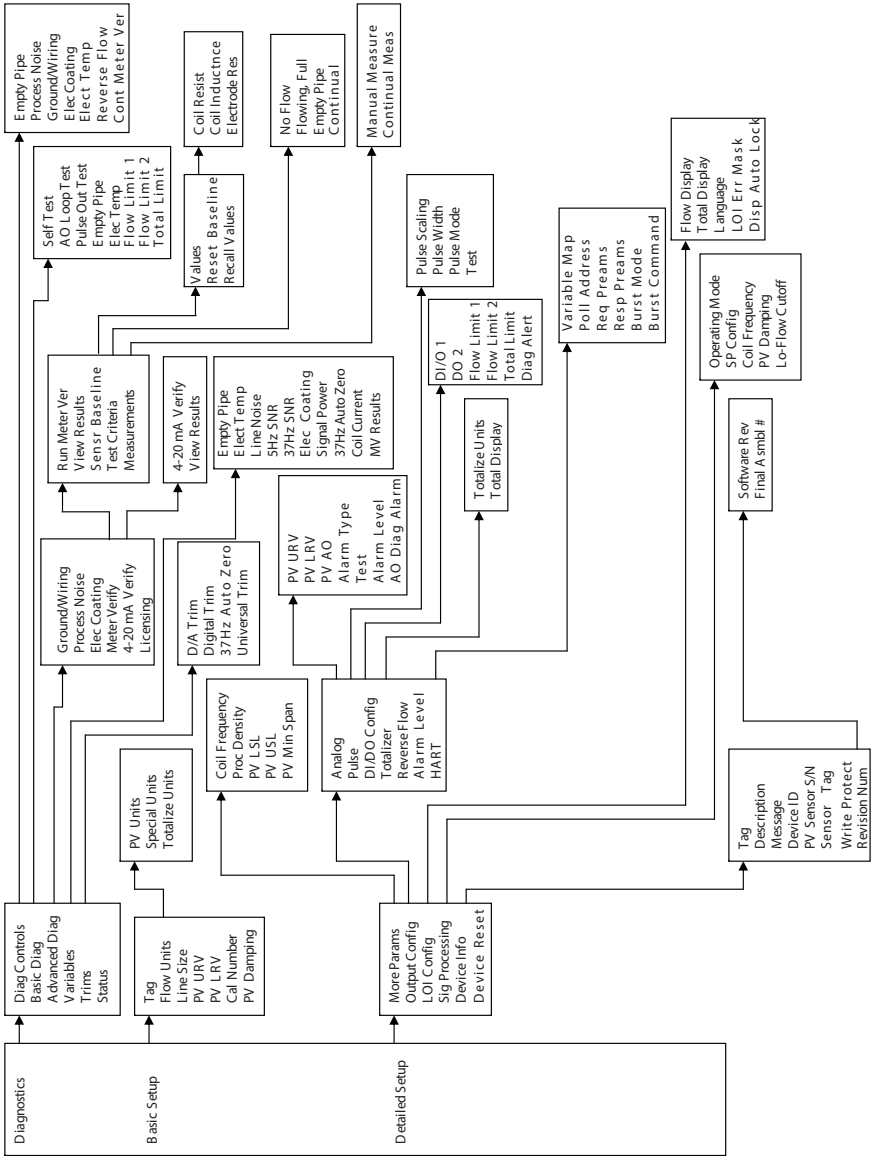 Diagnostics
Basic Setup
Detailed Setup
Diag Controls
Basic Diag
Advanced Diag
Variables
Trims
Status
Tag
Flow Units
Line Size
PV URV
PV LRV
Cal Number
PV Damping
More Params
Output Config
LOI Config
Sig Processing
Device Info
Device Reset
PV Units
Special Units
Totalize Units
Coil Frequency
Proc Density
PV LSL
PV USL
PV Min Span
Analog
Pulse
DI/DO Config
Totalizer
Reverse Flow
Alarm Level
HART
Tag
Description
Message
Device ID
PV Sensor S/N
Sensor Tag
Write Protect
Revision Num
Ground/Wiring
Process Noise
Elec Coating
Meter Verify
4-20 mA Verify
Licensing
D/A Trim
Digital Trim
37Hz Auto Zero
Universal Trim
PV URV
PV LRV
PV AO
Alarm Type
Test
Alarm Level
AO Diag Alarm
Totalize Units
Total Display
Software Rev
Final Asmbl #
Run Meter Ver
View Results
Sensr Baseline
Test Criteria
Measurements
4-20 mA Verify
View Results
Empty Pipe
Elect Temp
Line Noise
5Hz SNR
37Hz SNR
Elec Coating
Signal Power
37Hz Auto Zero
Coil Current
MV Results
DI/O 1
DO 2
Flow Limit 1
Flow Limit 2
Total Limit
Diag Alert
Pulse Scaling
Pulse Width
Pulse Mode
Test
Variable Map
Poll Address
Req Preams
Resp Preams
Burst Mode
Burst Command
Operating Mode
SP Config
Coil Frequency
PV Damping
Lo-Flow Cutoff
Flow Display
Total Display
Language
LOI Err Mask
Disp Auto Lock
Self Test
AO Loop Test
Pulse Out Test
Empty Pipe
Elec Temp
Flow Limit 1
Flow Limit 2
Total Limit
Values
Reset Baseline
Recall Values
Empty Pipe
Process Noise
Ground/Wiring
Elec Coating
Elect Temp
Reverse Flow
Cont Meter Ver
Coil Resist
Coil Inductnce
Electrode Res
No Flow
Flowing, Full
Empty Pipe
Continual
Manual Measure
Continual Meas